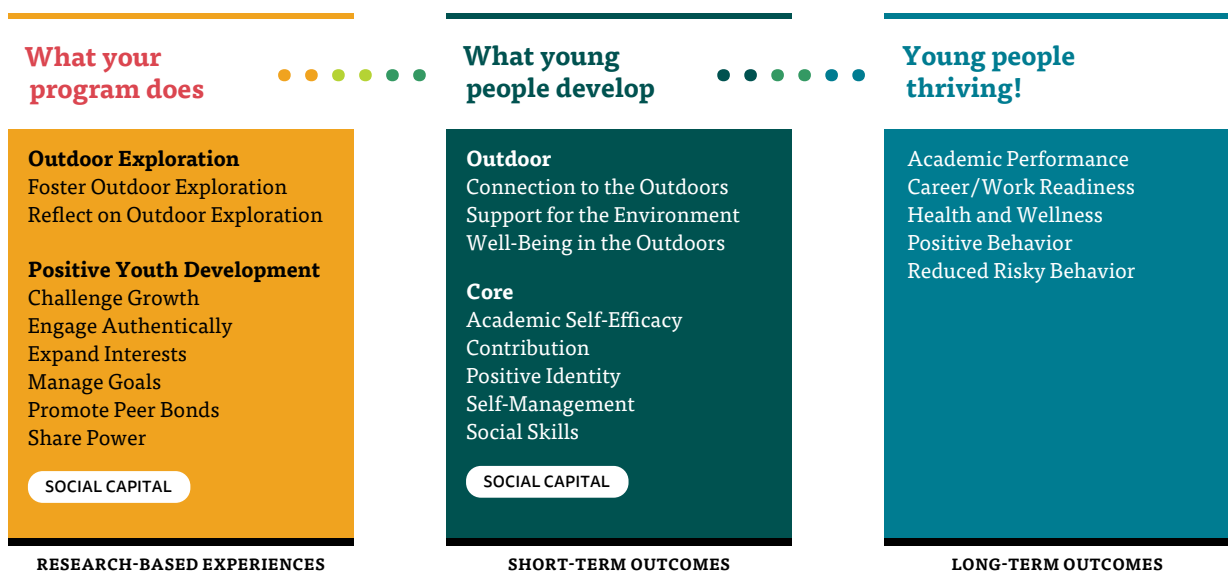 What your
program does
Outdoor Exploration
Foster Outdoor Exploration
Reflect on Outdoor Exploration
Positive Youth Development
Challenge Growth
Engage Authentically
Expand Interests
Manage Goals
Promote Peer Bonds
Share Power
SOCIAL CAPITAL
RESEARCH-BASED EXPERIENCES
What young
people develop
Outdoor
Connection to the Outdoors
Support for the Environment
Well-Being in the Outdoors
Core
Academic Self-Efficacy
Contribution
Positive Identity
Self-Management
Social Skills
SOCIAL CAPITAL
SHORT-TERM OUTCOMES
Young people
thriving!
Academic Performance
Career/Work Readiness
Health and Wellness
Positive Behavior
Reduced Risky Behavior
LONG-TERM OUTCOMES